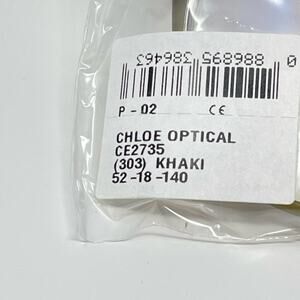 0 886895 386463
P - 02 CE
CHLOE OPTICAL
CE2735
(303) KHAKI
52 -18 -140